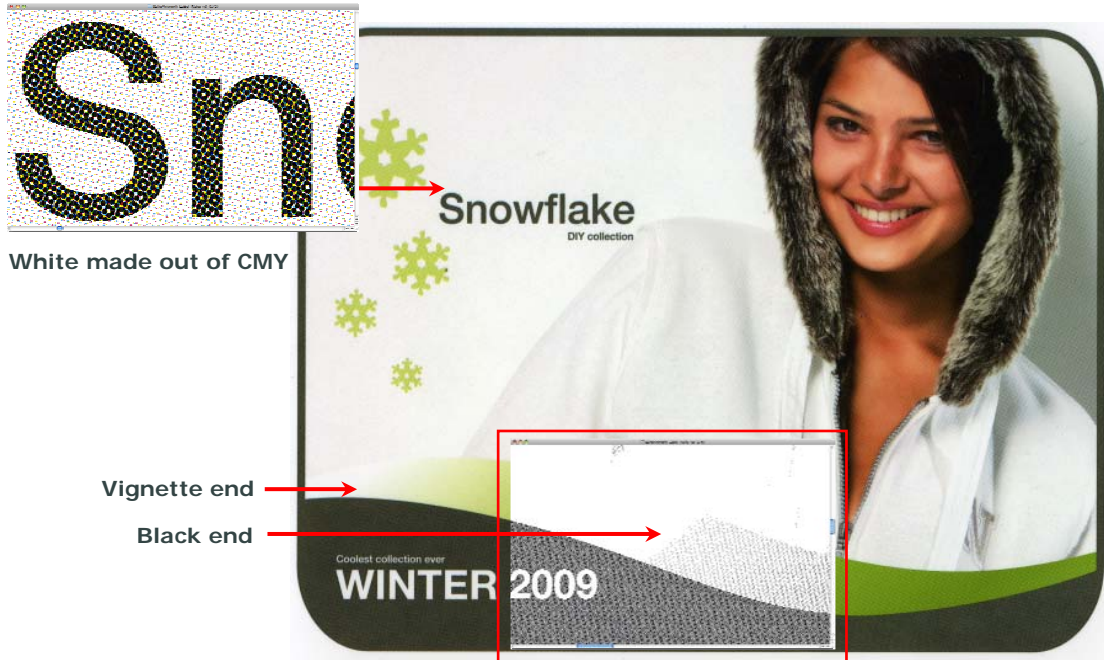 Sno
Snowflake
DIY collection
White made out of CMY
Vignette end
Black end
Coolest collection ever
WINTER 2009